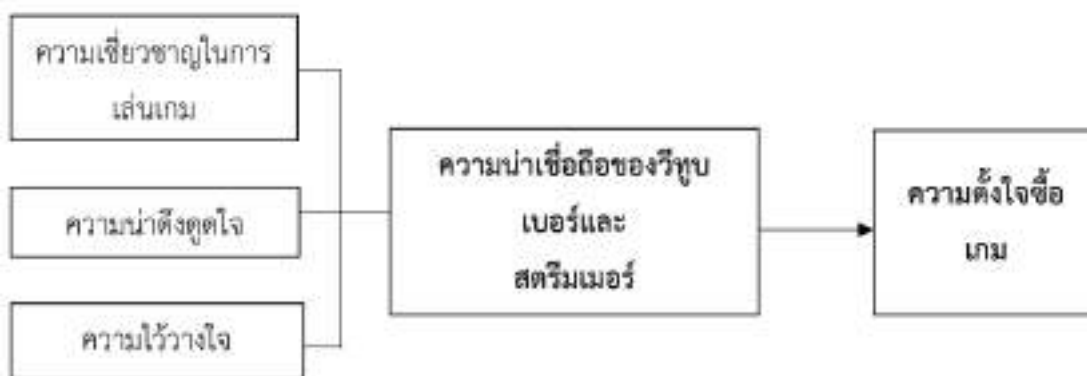 ความเชี่ยวชาญในการ
เล่นเกม
ความน่าดึงดูดใจ
ความไว้วางใจ
ความน่าเชื่อถือของวีทูบ
เบอร์และ
สตรีมเมอร์
ความตั้งใจซื้อ
เกม